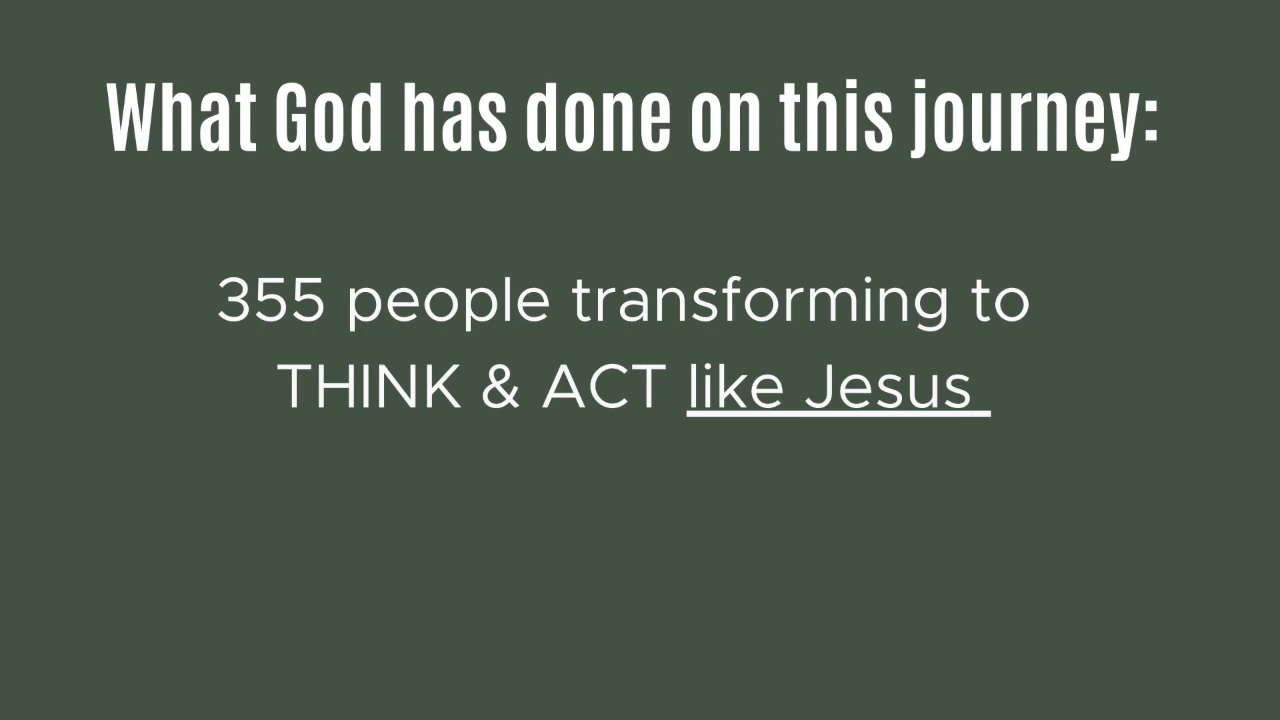 What God has done on this journey:
355 people transforming to
THINK & ACT like Jesus